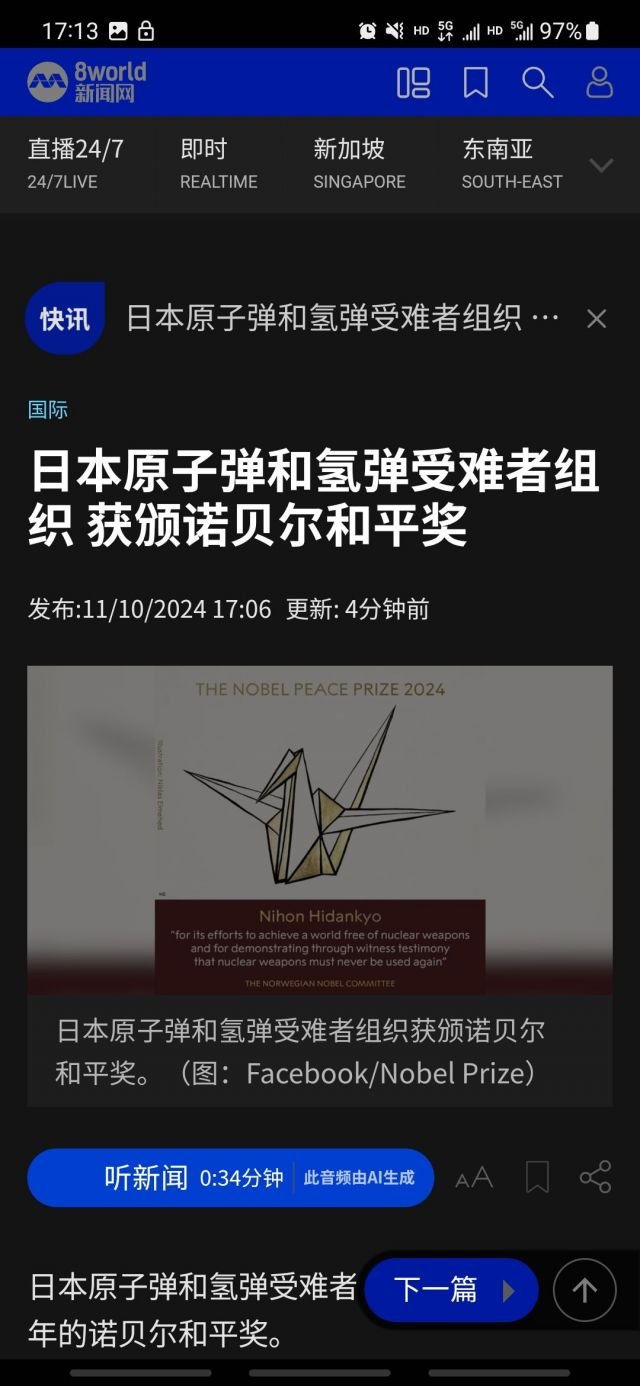 17:13
HD 5G HD 5G 97%
8world
新闻网
直播24/7 即时 新加坡 东南亚
24/7LIVE REALTIME SINGAPORE SOUTH-EAST
快讯 日本原子弹和氢弹受难者组织 …
国际
日本原子弹和氢弹受难者组
织 获颁诺贝尔和平奖
发布:11/10/2024 17:06 更新: 4分钟前
THE NOBEL PEACE PRIZE 2024
Illustration: Niklas Elmehed
Nihon Hidankyo
"for its efforts to achieve a world free of nuclear weapons
and for demonstrating through witness testimony
that nuclear weapons must never be used again"
THE NORWEGIAN NOBEL COMMITTEE
日本原子弹和氢弹受难者组织获颁诺贝尔
和平奖。（图：Facebook/Nobel Prize）
听新闻 0:34分钟 此音频由AI生成
AA
日本原子弹和氢弹受难者
年的诺贝尔和平奖。
下一篇